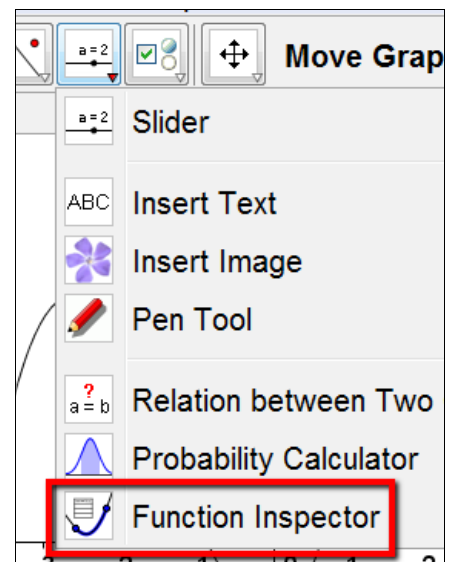 a = 2
Move Grap
a = 2 Slider
ABC Insert Text
Insert Image
Pen Tool
? a = b Relation between Two
Probability Calculator
Function Inspector